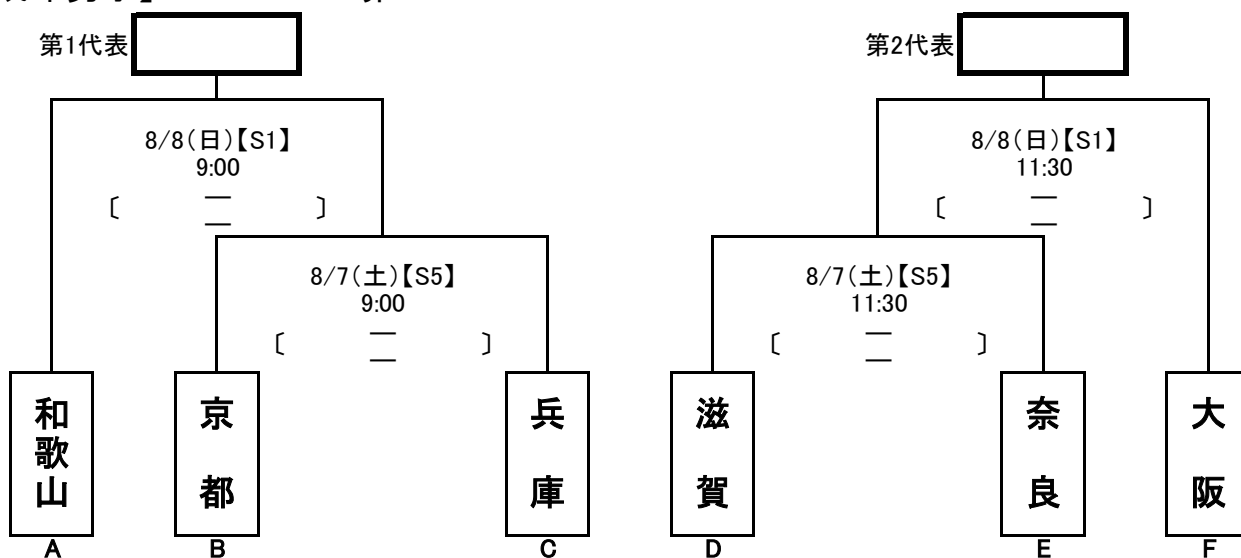 第1代表
第2代表
8/8(日)【S1】
9:00
8/8(日)【S1】
11:30
〔 — — 〕
〔 — — 〕
8/7(土)【S5】
9:00
8/7(土)【S5】
11:30
〔 — — 〕
〔 — — 〕
和歌山
京都
兵庫
滋賀
奈良
大阪
A
B
C
D
E
F